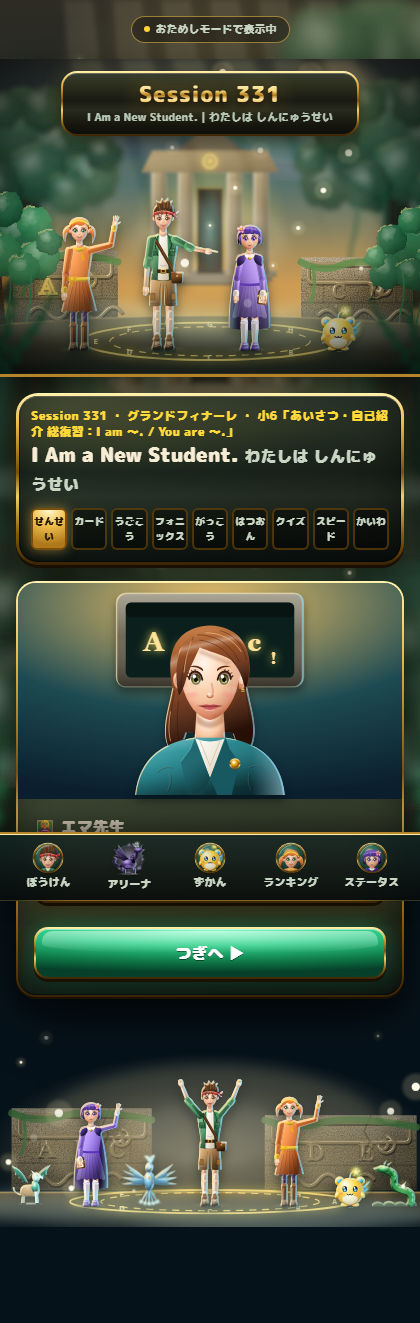 おためしモードで表示中
Session 331
I Am a New Student. | わたしは しんにゅうせい
A
C
Session 331 ・ グランドフィナーレ ・ 小6「あいさつ・自己紹
介 総復習：I am 〜. / You are 〜.」
I Am a New Student. わたしは しんにゅ
うせい
せんせ
い
カード
うごこ
う
フォニ
ックス
がっこ
う
はつお
ん
クイズ
スピー
ド
かいわ
A c !
エマ先生
ぼうけん
アリーナ
ずかん
ランキング
ステータス
つぎへ ▶
A C D E